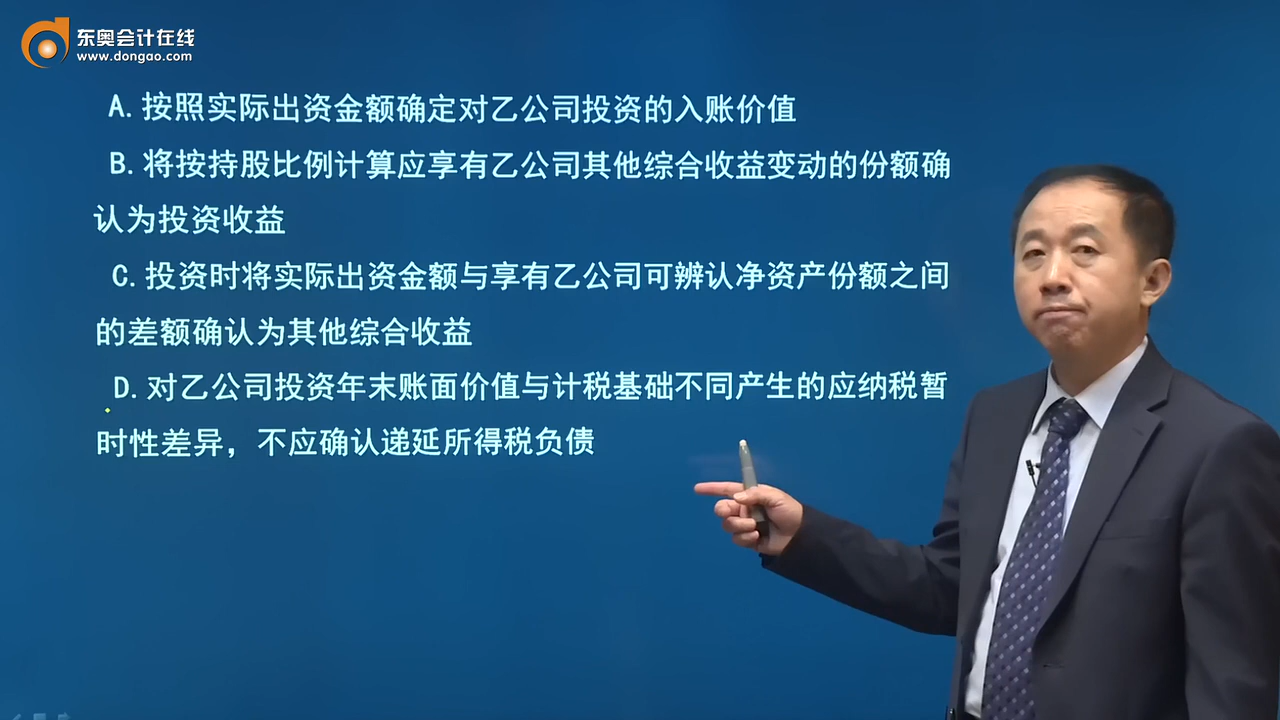 东奥会计在线
www.dongao.com
A.按照实际出资金额确定对乙公司投资的入账价值
B.将按持股比例计算应享有乙公司其他综合收益变动的份额确
认为投资收益
C.投资时将实际出资金额与享有乙公司可辨认净资产份额之间
的差额确认为其他综合收益
D.对乙公司投资年末账面价值与计税基础不同产生的应纳税暂
时性差异，不应确认递延所得税负债